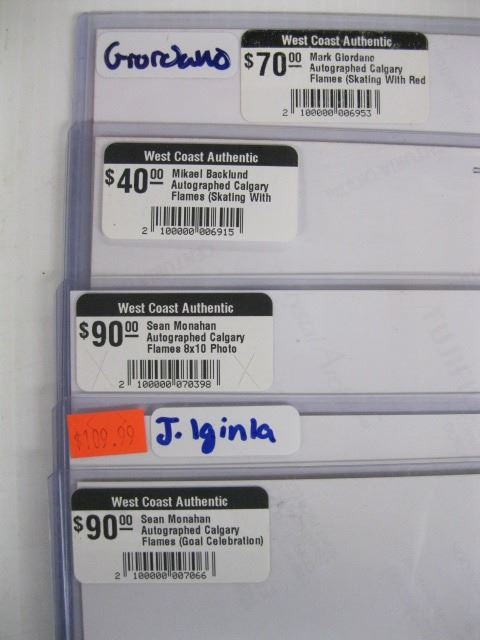 Giordano
West Coast Authentic
$70 00
Mark Giordano
Autographed Calgary
Flames (Skating With Red
2 100000 006953
West Coast Authentic
$40 00
Mikael Backlund
Autographed Calgary
Flames (Skating With
2 100000 006915
West Coast Authentic
$90 00
Sean Monahan
Autographed Calgary
Flames 8x10 Photo
2 100000 070398
$109.99
J. Iginla
West Coast Authentic
$90 00
Sean Monahan
Autographed Calgary
Flames (Goal Celebration)
2 100000 007066